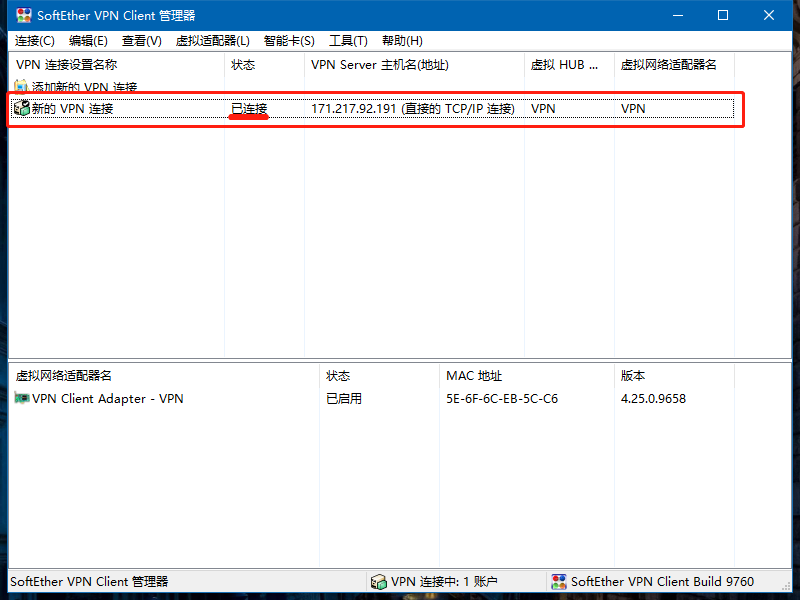 SoftEther VPN Client 管理器
连接(C) 编辑(E) 查看(V) 虚拟适配器(L) 智能卡(S) 工具(T) 帮助(H)
VPN 连接设置名称 状态 VPN Server 主机名(地址) 虚拟 HUB ... 虚拟网络适配器名
添加新的 VPN 连接
新的 VPN 连接 已连接 171.217.92.191 (直接的 TCP/IP 连接) VPN VPN
虚拟网络适配器名 状态 MAC 地址 版本
VPN Client Adapter - VPN 已启用 5E-6F-6C-EB-5C-C6 4.25.0.9658
SoftEther VPN Client 管理器 VPN 连接中: 1 账户 SoftEther VPN Client Build 9760